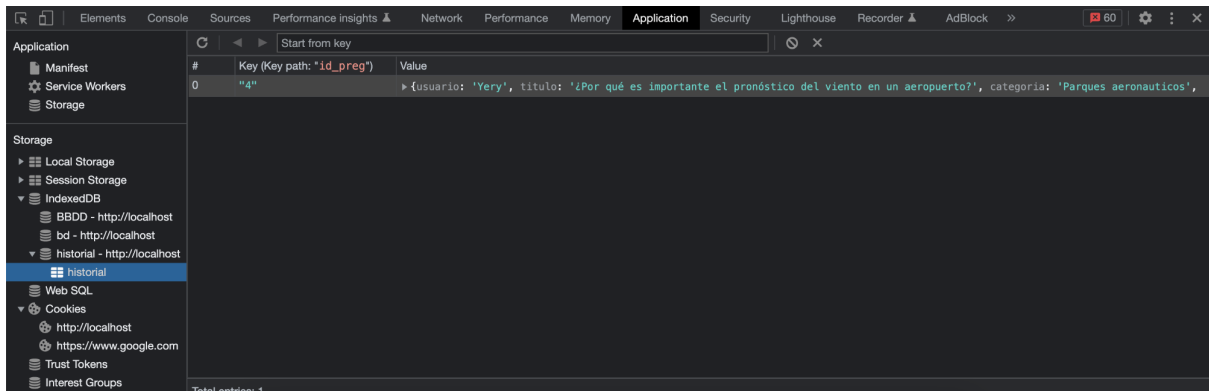 Elements Console Sources Performance insights Network Performance Memory Application Security Lighthouse Recorder AdBlock » 60
Application
Manifest
Service Workers
Storage
Storage
Local Storage
Session Storage
IndexedDB
BBDD - http://localhost
bd - http://localhost
historial - http://localhost
historial
Web SQL
Cookies
http://localhost
https://www.google.com
Trust Tokens
Interest Groups
Start from key
# Key (Key path: "id_preg") Value
0 "4" {usuario: 'Yery', titulo: '¿Por qué es importante el pronóstico del viento en un aeropuerto?', categoria: 'Parques aeronauticos',
Total entries: 1